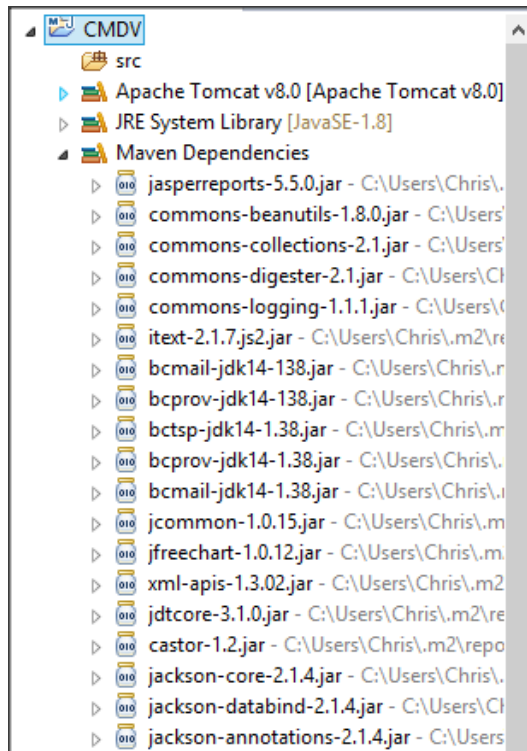 CMDV
src
Apache Tomcat v8.0 [Apache Tomcat v8.0]
JRE System Library [JavaSE-1.8]
Maven Dependencies
jasperreports-5.5.0.jar - C:\Users\Chris\.
commons-beanutils-1.8.0.jar - C:\Users'
commons-collections-2.1.jar - C:\Users'
commons-digester-2.1.jar - C:\Users\Cl
commons-logging-1.1.1.jar - C:\Users\(
itext-2.1.7.js2.jar - C:\Users\Chris\.m2\re
bcmail-jdk14-138.jar - C:\Users\Chris\.r
bcprov-jdk14-138.jar - C:\Users\Chris\.r
bctsp-jdk14-1.38.jar - C:\Users\Chris\.m
bcprov-jdk14-1.38.jar - C:\Users\Chris\.
bcmail-jdk14-1.38.jar - C:\Users\Chris\.i
jcommon-1.0.15.jar - C:\Users\Chris\.m
jfreechart-1.0.12.jar - C:\Users\Chris\.m.
xml-apis-1.3.02.jar - C:\Users\Chris\.m2
jdtcore-3.1.0.jar - C:\Users\Chris\.m2\re
castor-1.2.jar - C:\Users\Chris\.m2\repo
jackson-core-2.1.4.jar - C:\Users\Chris\.
jackson-databind-2.1.4.jar - C:\Users\Cl
jackson-annotations-2.1.4.jar - C:\Users